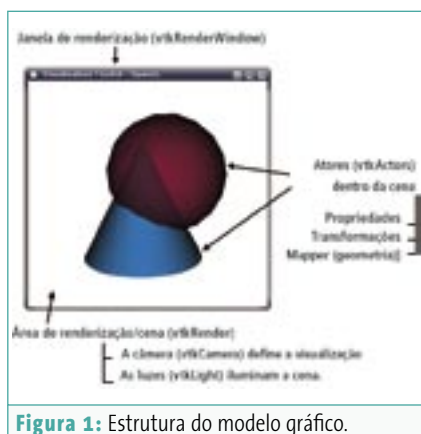 Janela de renderização (vtkRenderWindow)
Atores (vtkActors)
dentro da cena
Propriedades
Transformações
Mapper (geometria)
Área de renderização/cena (vtkRender)
A câmera (vtkCamera) define a visualização
As luzes (vtkLight) iluminam a cena.
Figura 1: Estrutura do modelo gráfico.